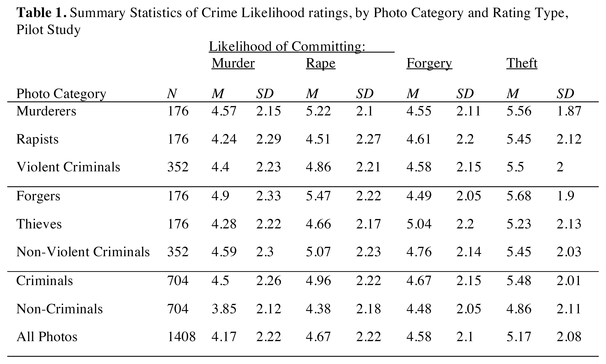 Table 1. Summary Statistics of Crime Likelihood ratings, by Photo Category and Rating Type,
Pilot Study
Likelihood of Committing:
Murder Rape Forgery Theft
Photo Category N M SD M SD M SD M SD
Murderers 176 4.57 2.15 5.22 2.1 4.55 2.11 5.56 1.87
Rapists 176 4.24 2.29 4.51 2.27 4.61 2.2 5.45 2.12
Violent Criminals 352 4.4 2.23 4.86 2.21 4.58 2.15 5.5 2
Forgers 176 4.9 2.33 5.47 2.22 4.49 2.05 5.68 1.9
Thieves 176 4.28 2.22 4.66 2.17 5.04 2.2 5.23 2.13
Non-Violent Criminals 352 4.59 2.3 5.07 2.23 4.76 2.14 5.45 2.03
Criminals 704 4.5 2.26 4.96 2.22 4.67 2.15 5.48 2.01
Non-Criminals 704 3.85 2.12 4.38 2.18 4.48 2.05 4.86 2.11
All Photos 1408 4.17 2.22 4.67 2.22 4.58 2.1 5.17 2.08